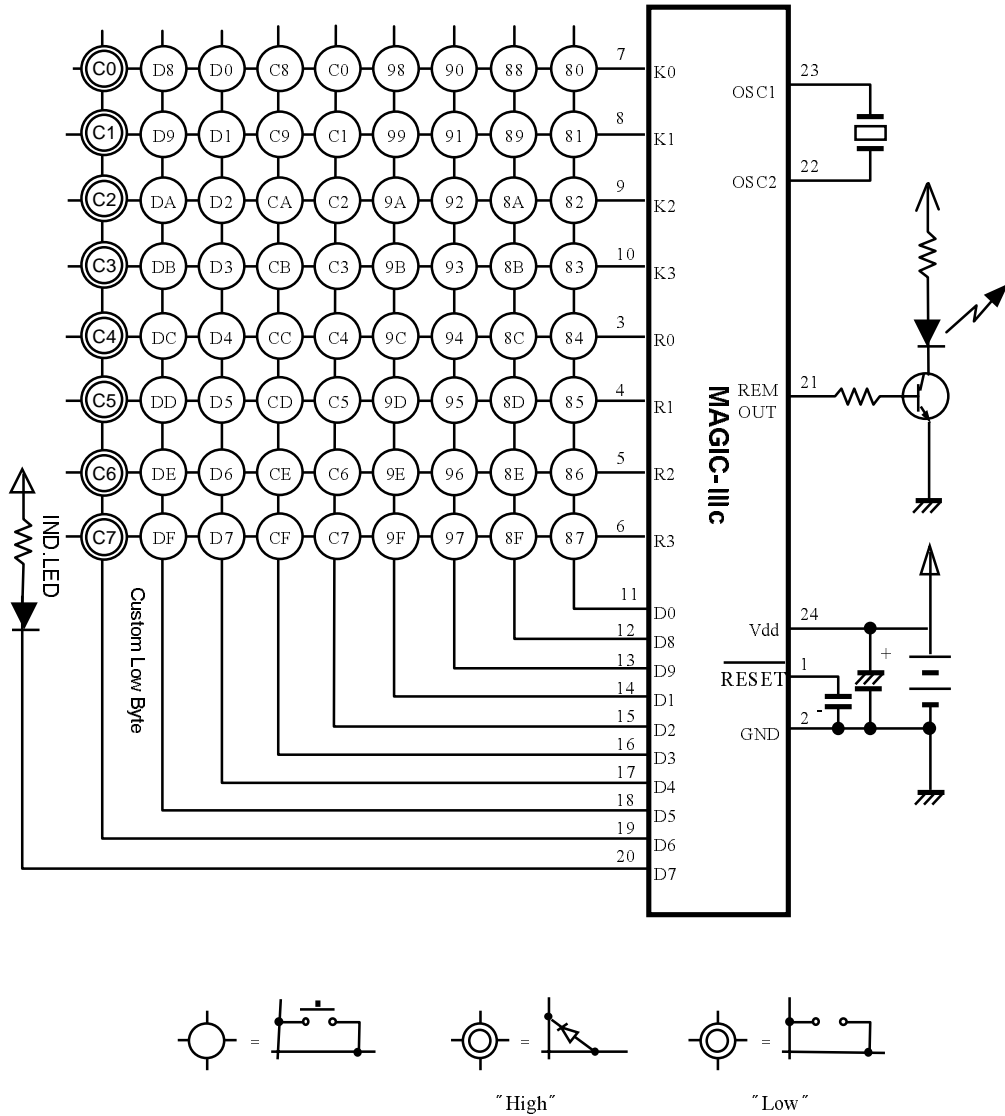 C0 D8 D0 C8 C0 98 90 88 80 7 K0
C1 D9 D1 C9 C1 99 91 89 81 8 K1
C2 DA D2 CA C2 9A 92 8A 82 9 K2
C3 DB D3 CB C3 9B 93 8B 83 10 K3
C4 DC D4 CC C4 9C 94 8C 84 3 R0
C5 DD D5 CD C5 9D 95 8D 85 4 R1
C6 DE D6 CE C6 9E 96 8E 86 5 R2
C7 DF D7 CF C7 9F 97 8F 87 6 R3
11 D0
12 D8
13 D9
14 D1
15 D2
16 D3
17 D4
18 D5
19 D6
20 D7
IND.LED
Custom Low Byte
MAGIC-IIIc
OSC1 23
OSC2 22
REM 21
OUT
Vdd 24
+
RESET 1
-
GND 2
= = =
"High" "Low"